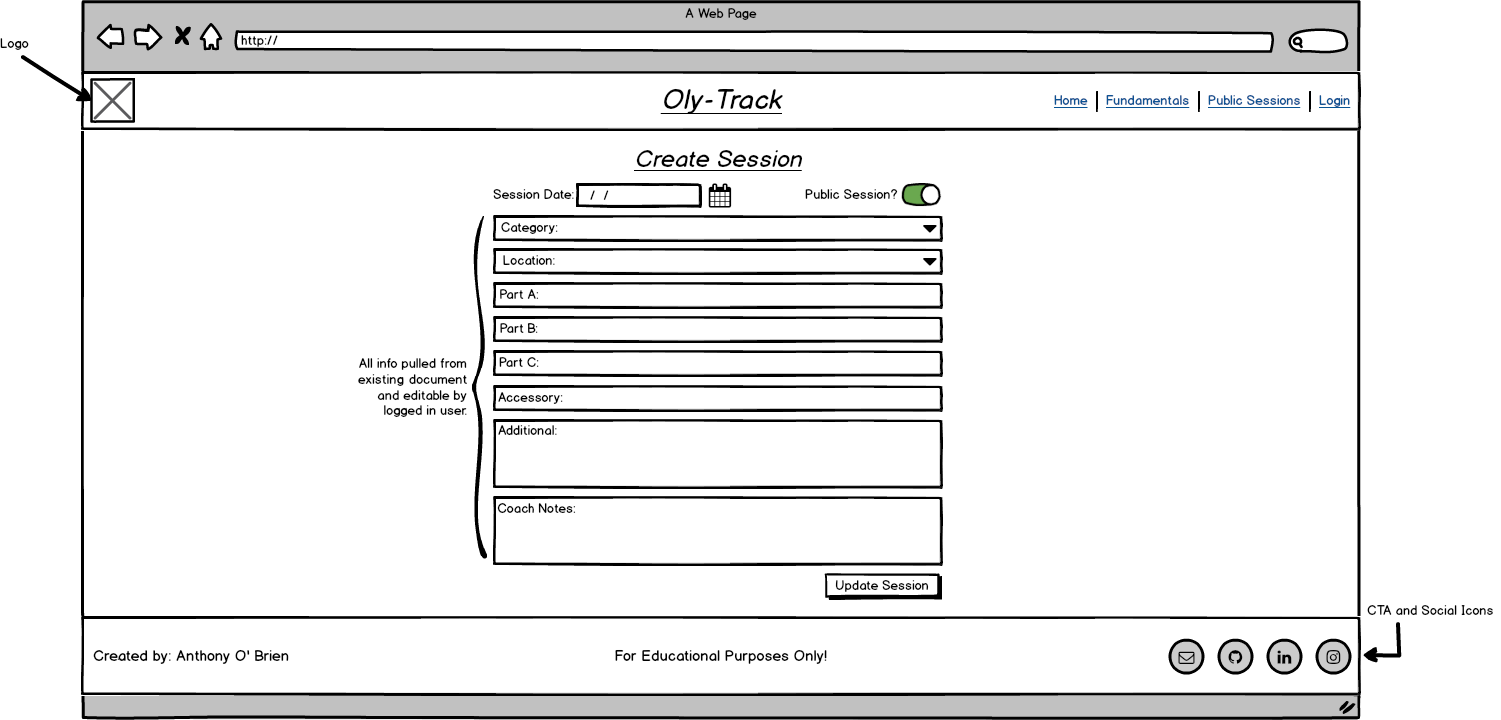 A Web Page
http://
Logo
Oly-Track
Home
Fundamentals
Public Sessions
Login
Create Session
Session Date: / /
Public Session?
Category:
Location:
Part A:
Part B:
Part C:
All info pulled from
existing document
and editable by
logged in user.
Accessory:
Additional:
Coach Notes:
Update Session
CTA and Social Icons
Created by: Anthony O' Brien
For Educational Purposes Only!
in